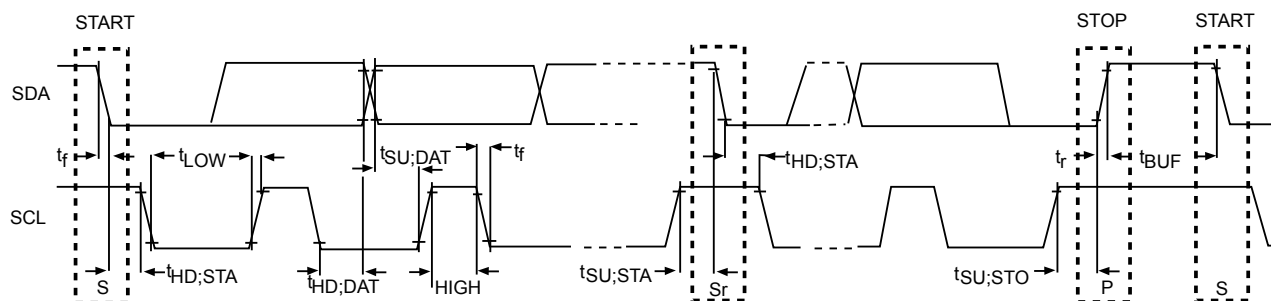 START STOP START
SDA
tf tLOW tSU;DAT tf tHD;STA tr tBUF
SCL
tHD;STA tHD;DAT HIGH tSU;STA tSU;STO
S Sr P S